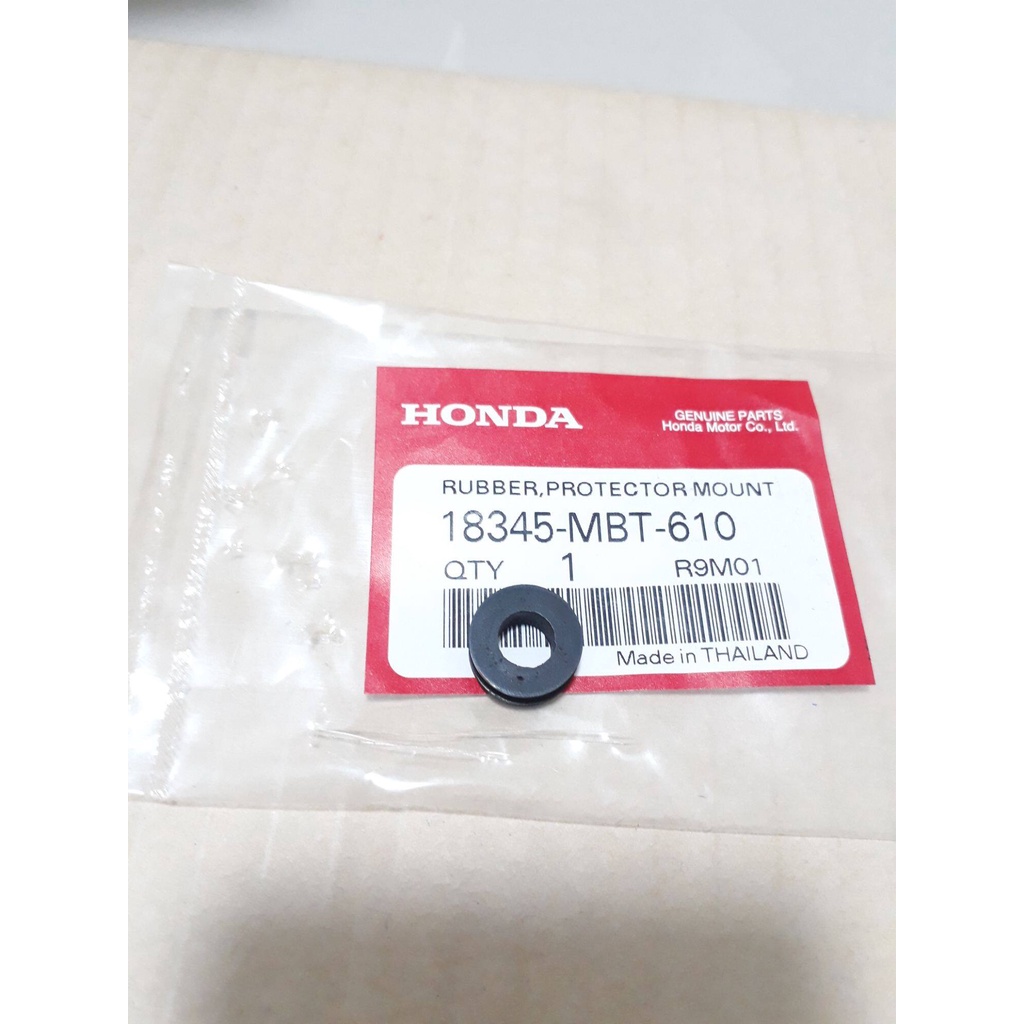 HONDA
GENUINE PARTS
Honda Motor Co., Ltd.
RUBBER,PROTECTOR MOUNT
18345-MBT-610
QTY 1 R9M01
Made in THAILAND